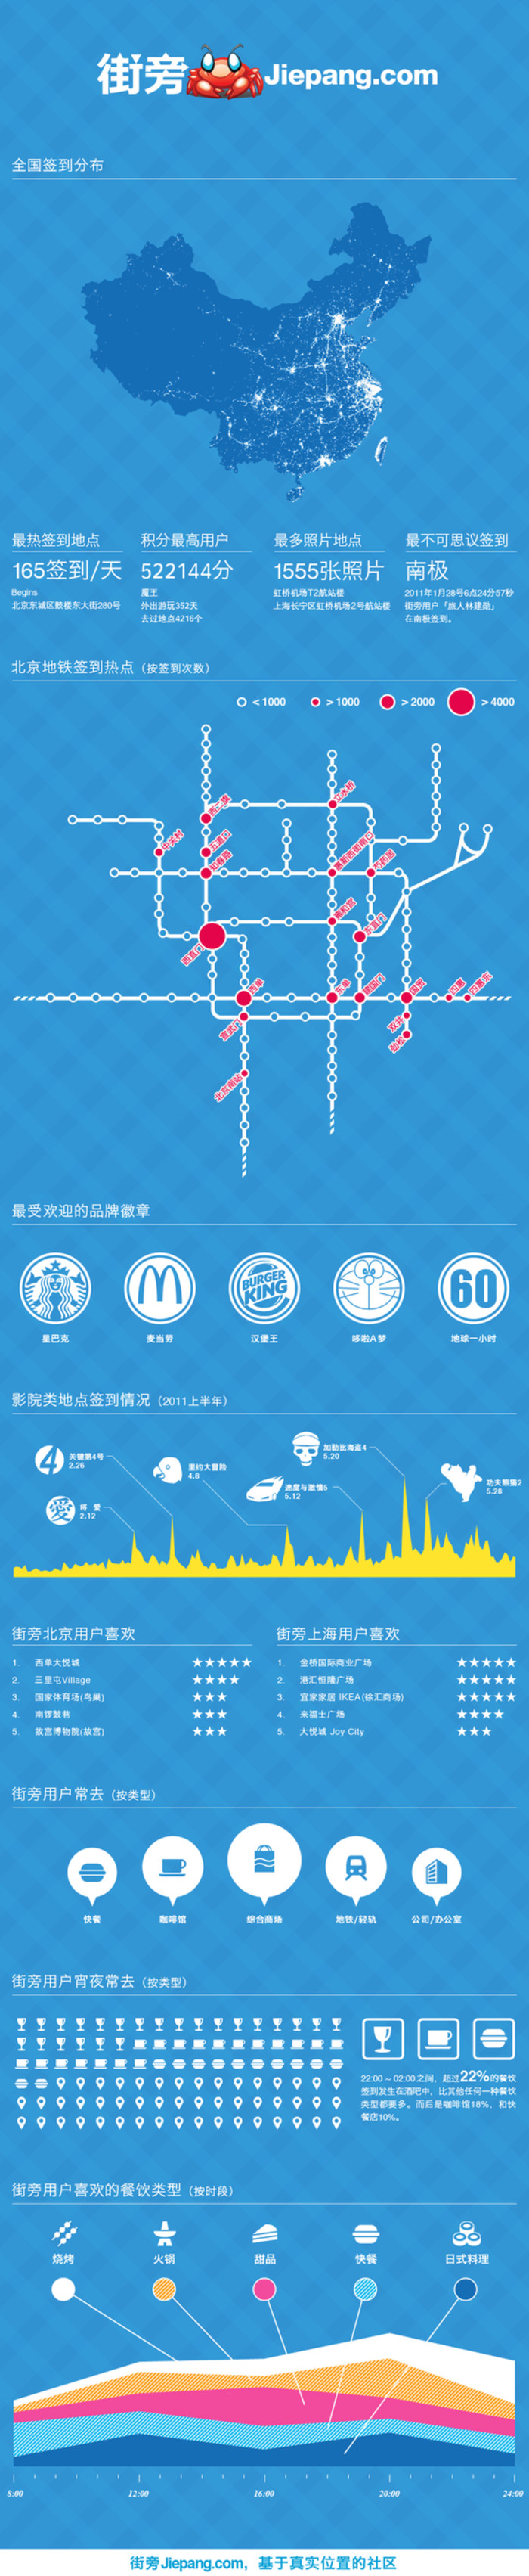 街旁 Jiepang.com
全国签到分布
最热签到地点
165签到/天
Begins
北京东城区鼓楼东大街280号
积分最高用户
522144分
魔王
外出游玩352天
去过地点4216个
最多照片地点
1555张照片
虹桥机场T2航站楼
上海长宁区虹桥机场2号航站楼
最不可思议签到
南极
2011年1月28号6点24分57秒
街旁用户「旅人林建勋」
在南极签到。
北京地铁签到热点（按签到次数）
< 1000
> 1000
> 2000
> 4000
西二旗
立水桥
中关村
五道口
知春路
芍药居
雍和宫
西直门
东直门
西单
东单
建国门
国贸
四惠
四惠东
宣武门
双井
劲松
北京南站
最受欢迎的品牌徽章
BURGER
KING
60
星巴克
麦当劳
汉堡王
哆啦A梦
地球一小时
影院类地点签到情况（2011上半年）
4
关键第4号
2.26
爱
将 爱
2.12
里约大冒险
4.8
速度与激情5
5.12
加勒比海盗4
5.20
功夫熊猫2
5.28
街旁北京用户喜欢
1. 西单大悦城 ★★★★★
2. 三里屯Village ★★★★
3. 国家体育场(鸟巢) ★★★
4. 南锣鼓巷 ★★★
5. 故宫博物院(故宫) ★★★
街旁上海用户喜欢
1. 金桥国际商业广场 ★★★★★
2. 港汇恒隆广场 ★★★★★
3. 宜家家居 IKEA(徐汇商场) ★★★★★
4. 来福士广场 ★★★★
5. 大悦城 Joy City ★★★
街旁用户常去（按类型）
快餐
咖啡馆
综合商场
地铁/轻轨
公司/办公室
街旁用户宵夜常去（按类型）
22:00 ~ 02:00之间，超过22%的餐饮
签到发生在酒吧中，比其他任何一种餐饮
类型都要多。而后是咖啡馆18%，和快
餐店10%。
街旁用户喜欢的餐饮类型（按时段）
烧烤
火锅
甜品
快餐
日式料理
8:00
12:00
16:00
20:00
24:00
街旁Jiepang.com，基于真实位置的社区